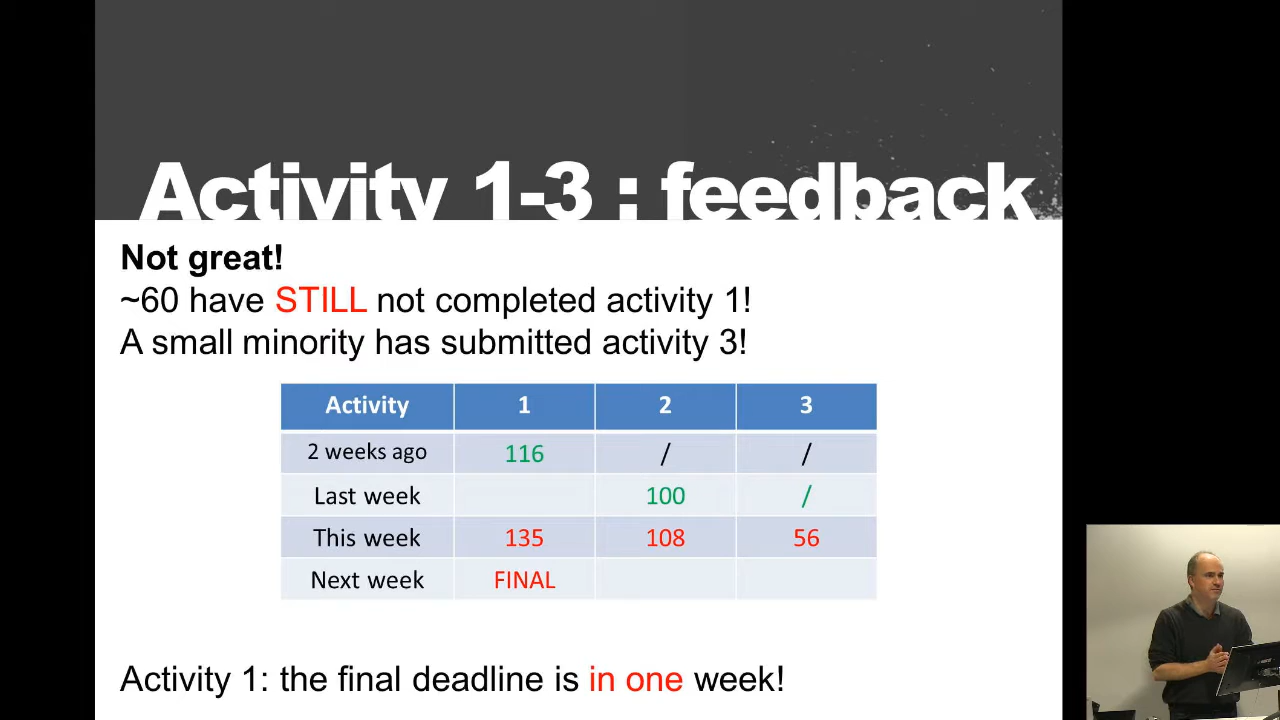 Activity 1-3 : feedback
Not great!
~60 have STILL not completed activity 1!
A small minority has submitted activity 3!
Activity 1 2 3
2 weeks ago 116 / /
Last week 100 /
This week 135 108 56
Next week FINAL
Activity 1: the final deadline is in one week!